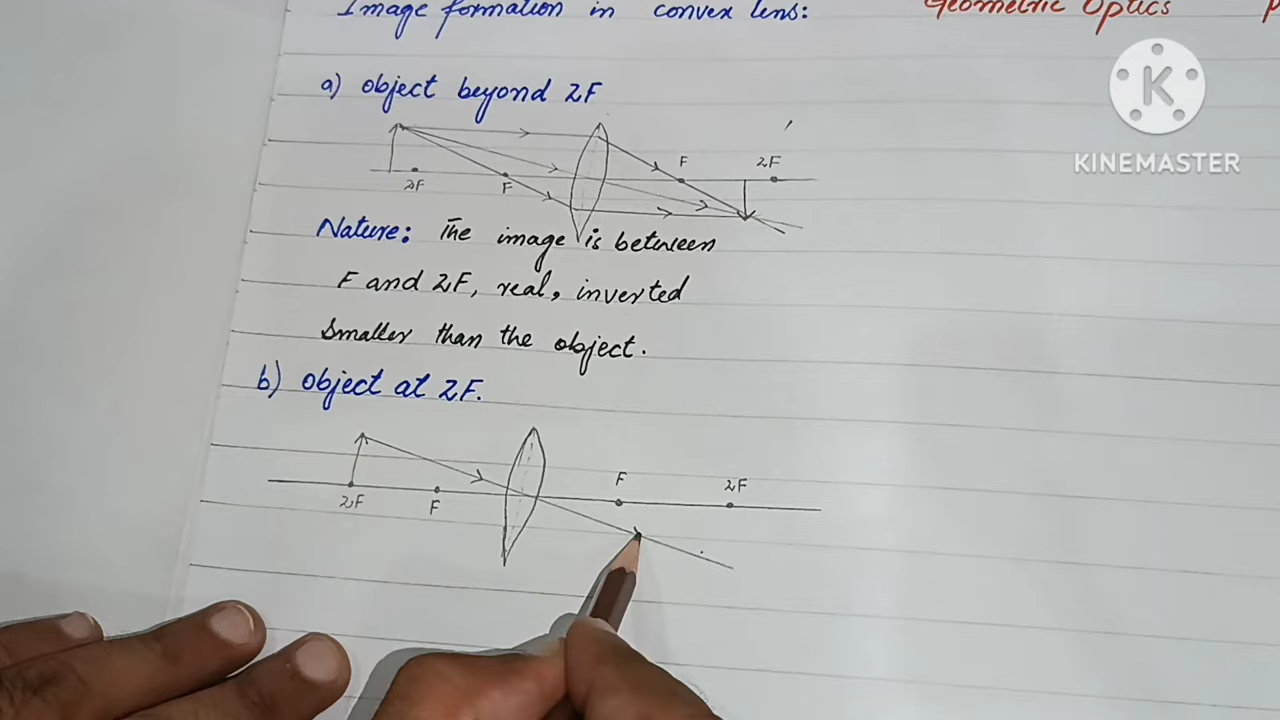 Image formation in convex lens:
Geometric Optics
a) object beyond 2F
F
2F
2F
F
Nature: The image is between
F and 2F, real, inverted
Smaller than the object.
b) object at 2F.
F
2F
2F
F
K
KINEMASTER